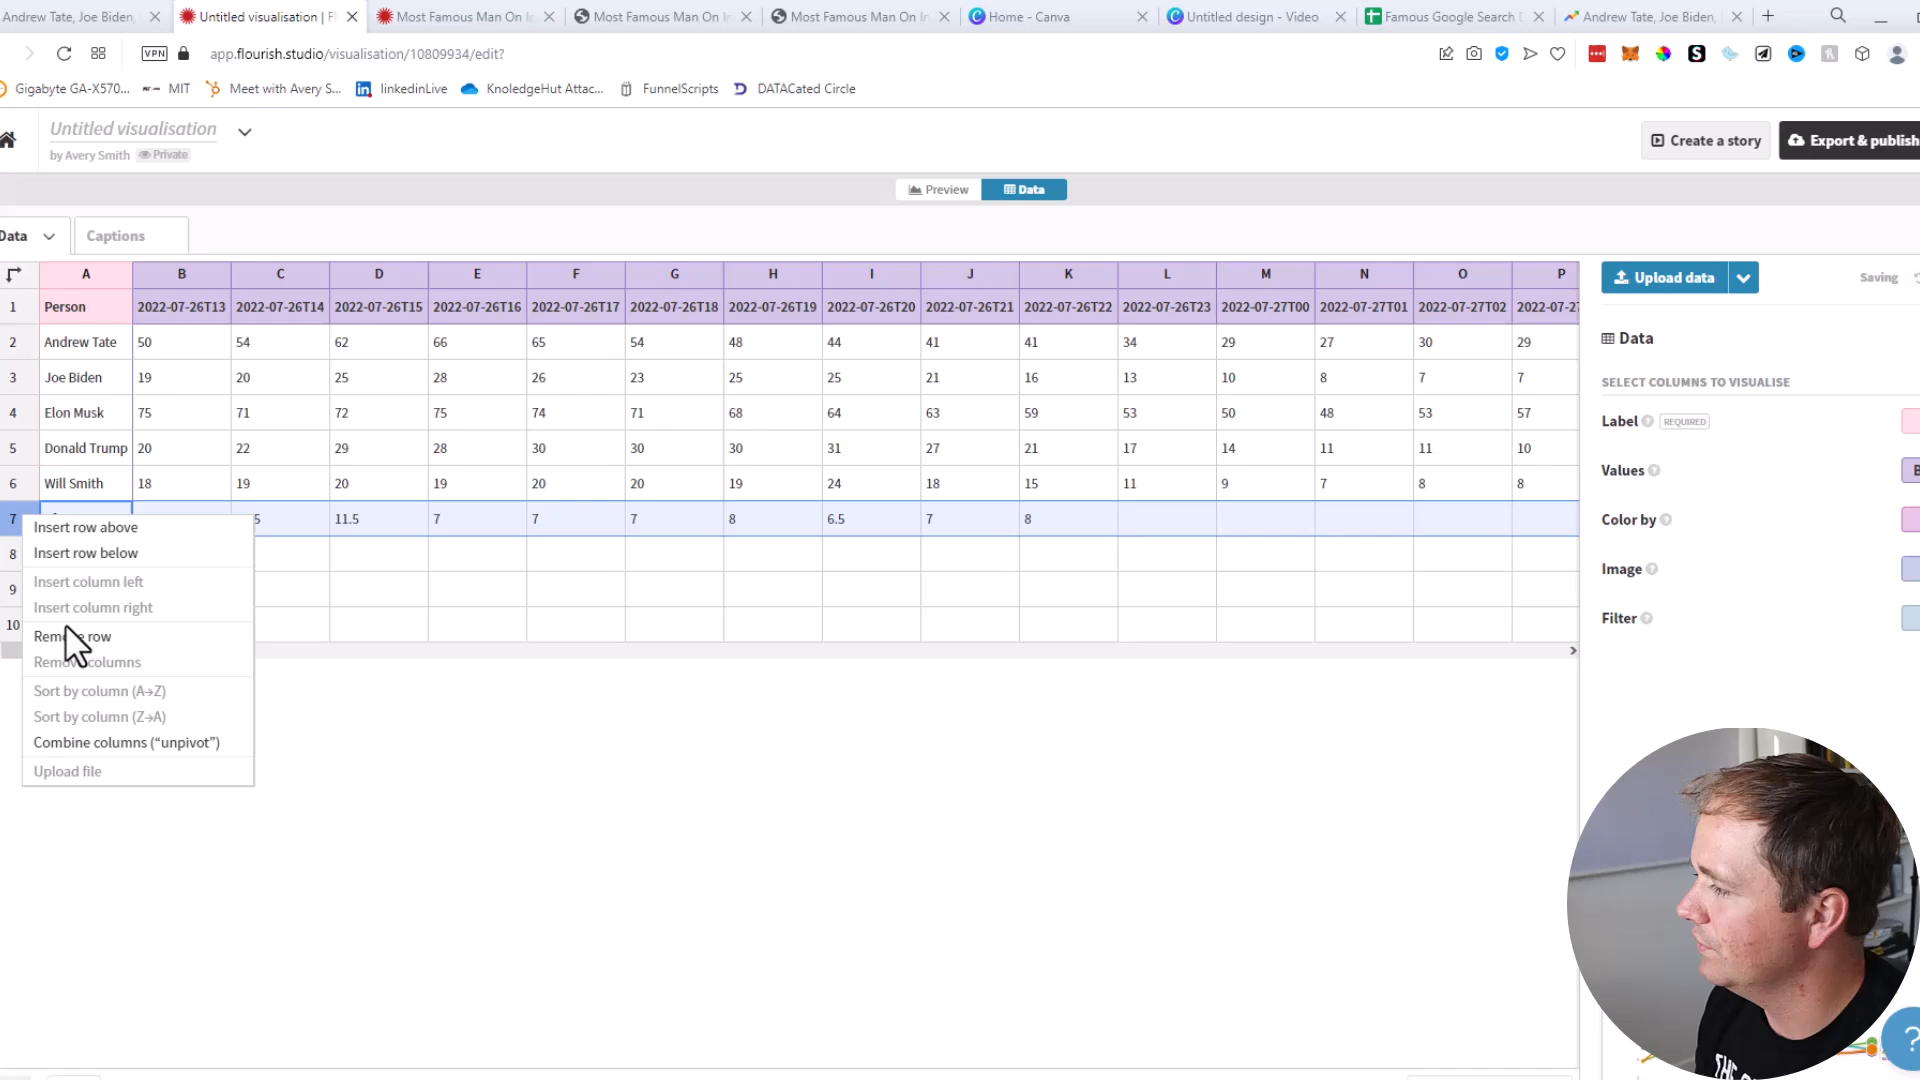 Andrew Tate, Joe Biden,
Untitled visualisation | F
Most Famous Man On In
Most Famous Man On In
Most Famous Man On In
Home - Canva
Untitled design - Video
Famous Google Search D
Andrew Tate, Joe Biden,
VPN
app.flourish.studio/visualisation/10809934/edit?
Gigabyte GA-X570...
MIT
Meet with Avery S...
linkedinLive
KnoledgeHut Attac...
FunnelScripts
DATACated Circle
Untitled visualisation
by Avery Smith Private
Create a story
Export & publish
Preview
Data
Data
Captions
A B C D E F G H I J K L M N O P
1 Person 2022-07-26T13 2022-07-26T14 2022-07-26T15 2022-07-26T16 2022-07-26T17 2022-07-26T18 2022-07-26T19 2022-07-26T20 2022-07-26T21 2022-07-26T22 2022-07-26T23 2022-07-27T00 2022-07-27T01 2022-07-27T02 2022-07-27
2 Andrew Tate 50 54 62 66 65 54 48 44 41 41 34 29 27 30 29
3 Joe Biden 19 20 25 28 26 23 25 25 21 16 13 10 8 7 7
4 Elon Musk 75 71 72 75 74 71 68 64 63 59 53 50 48 53 57
5 Donald Trump 20 22 29 28 30 30 30 31 27 21 17 14 11 11 10
6 Will Smith 18 19 20 19 20 20 19 24 18 15 11 9 7 8 8
7 5 11.5 7 7 7 8 6.5 7 8
8
9
10
Insert row above
Insert row below
Insert column left
Insert column right
Remove row
Remove columns
Sort by column (A→Z)
Sort by column (Z→A)
Combine columns (“unpivot”)
Upload file
Upload data
Saving
Data
SELECT COLUMNS TO VISUALISE
Label REQUIRED
Values
B
Color by
Image
Filter
?
THE